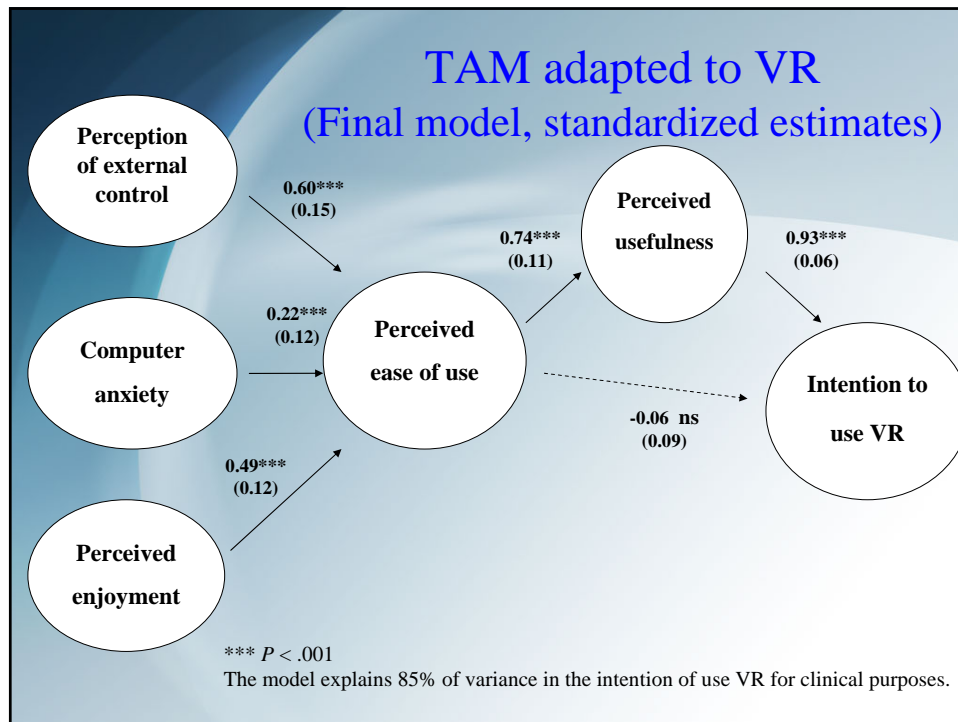 TAM adapted to VR
(Final model, standardized estimates)
Perception
of external
control
0.60***
(0.15)
Perceived
usefulness
0.74***
(0.11)
0.93***
(0.06)
Computer
anxiety
0.22***
(0.12)
Perceived
ease of use
Intention to
use VR
-0.06 ns
(0.09)
0.49***
(0.12)
Perceived
enjoyment
*** P < .001
The model explains 85% of variance in the intention of use VR for clinical purposes.